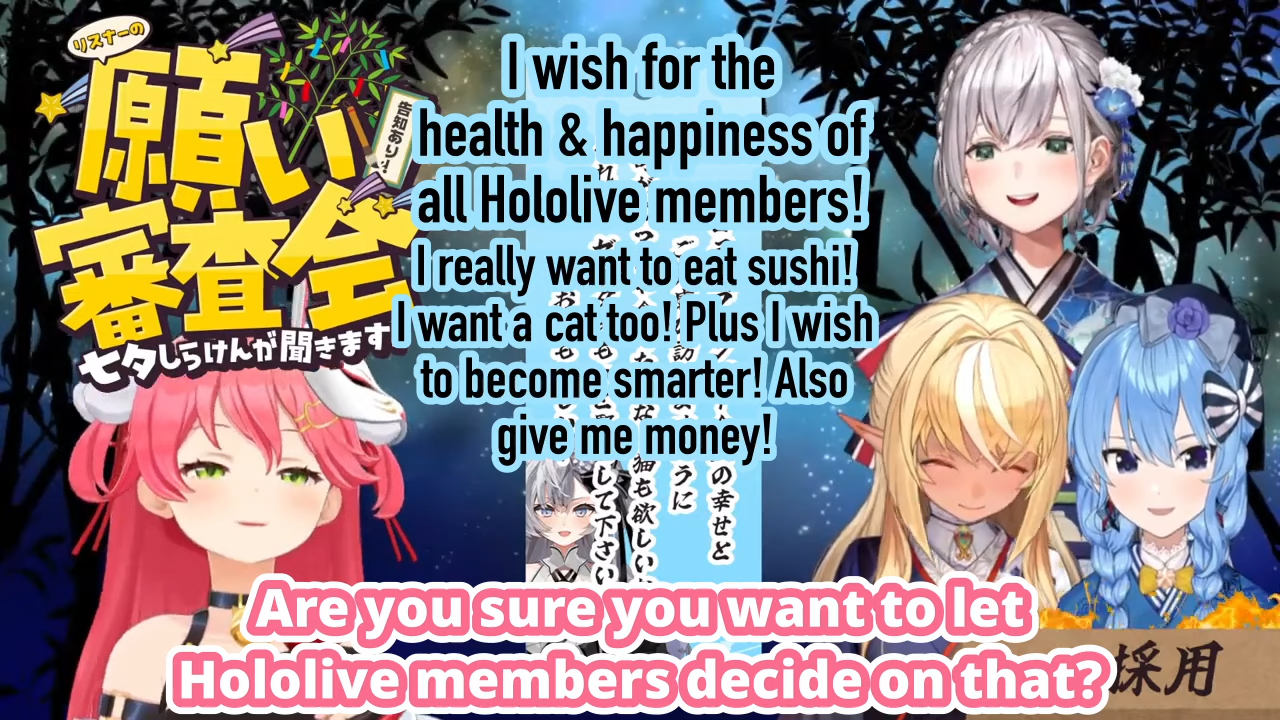 リスナーの
願い
告知あり!
審査会
七夕しらけんが聞きます
I wish for the
health & happiness of
all Hololive members!
I really want to eat sushi!
I want a cat too! Plus I wish
to become smarter! Also
give me money!
の幸せと
うに
猫も欲しい
して下さい
Are you sure you want to let
Hololive members decide on that?
採用